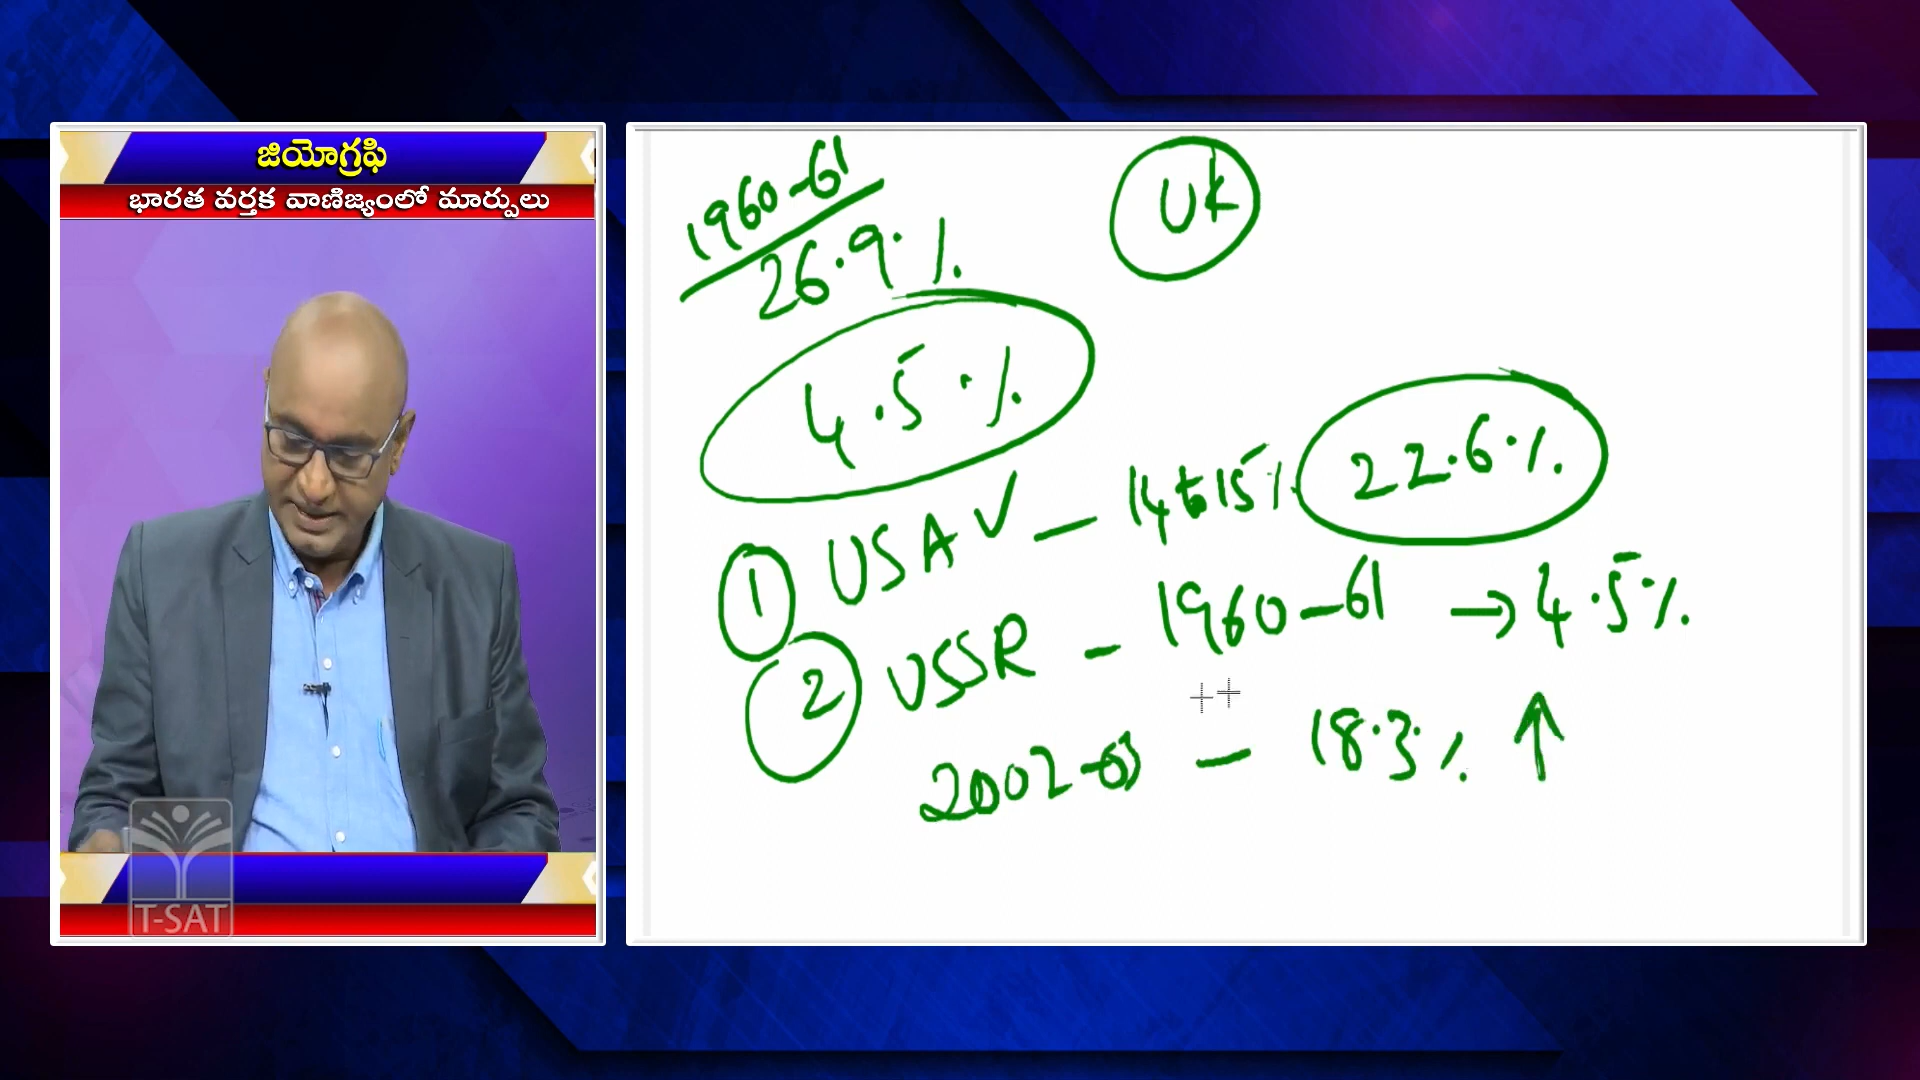 జియోగ్రఫి
భారత వర్తక వాణిజ్యంలో మార్పులు
1960-61
26.9%
UK
4.5%
22.6%
1 USA ✓ — 14 to 15%
2 USSR — 1960-61 → 4.5%
2002-03 — 18.3% ↑
T-SAT